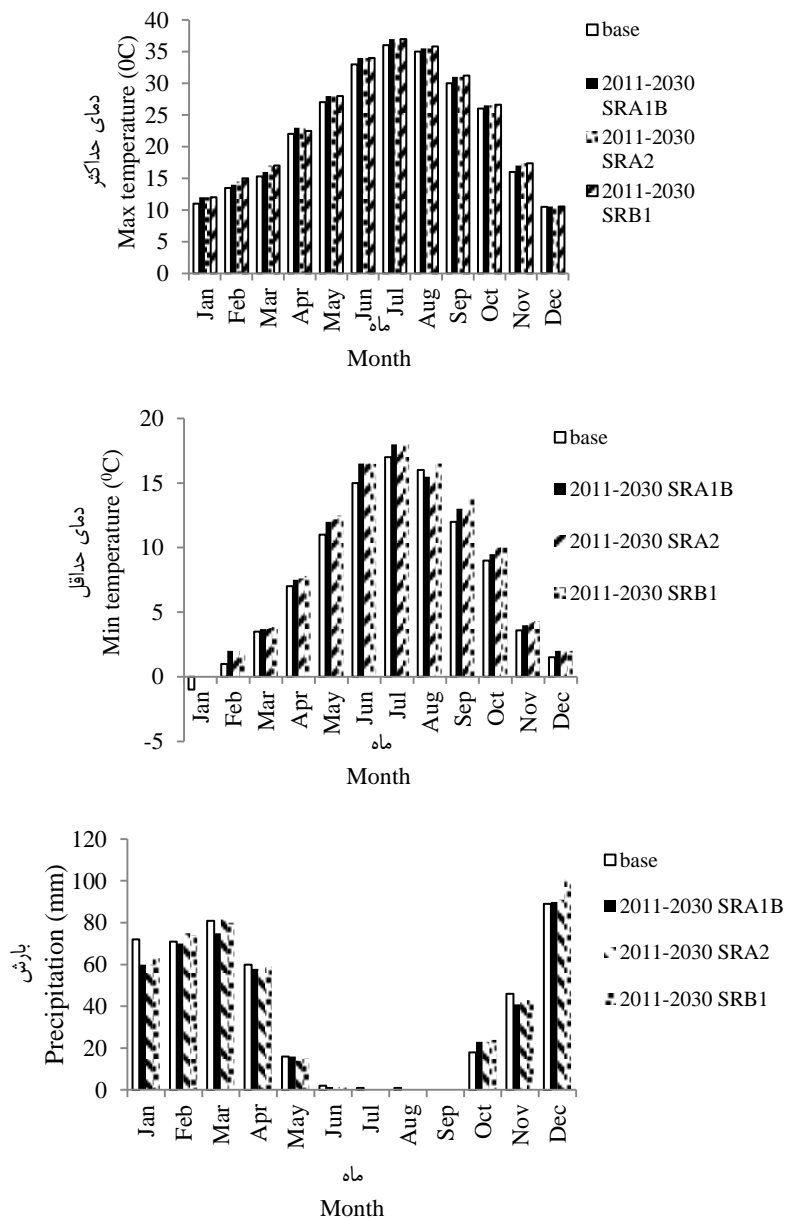 دمای حداکثر
Max temperature (0C)
40
35
30
25
20
15
10
5
0
Jan
Feb
Mar
Apr
May
Jun
Jul
Aug
Sep
Oct
Nov
Dec
ماه
Month
base
2011-2030
SRA1B
2011-2030
SRA2
2011-2030
SRB1
دمای حداقل
Min temperature (⁰C)
20
15
10
5
0
-5
Jan
Feb
Mar
Apr
May
Jun
Jul
Aug
Sep
Oct
Nov
Dec
ماه
Month
base
2011-2030 SRA1B
2011-2030 SRA2
2011-2030 SRB1
بارش
Precipitation (mm)
120
100
80
60
40
20
0
Jan
Feb
Mar
Apr
May
Jun
Jul
Aug
Sep
Oct
Nov
Dec
ماه
Month
base
2011-2030 SRA1B
2011-2030 SRA2
2011-2030 SRB1